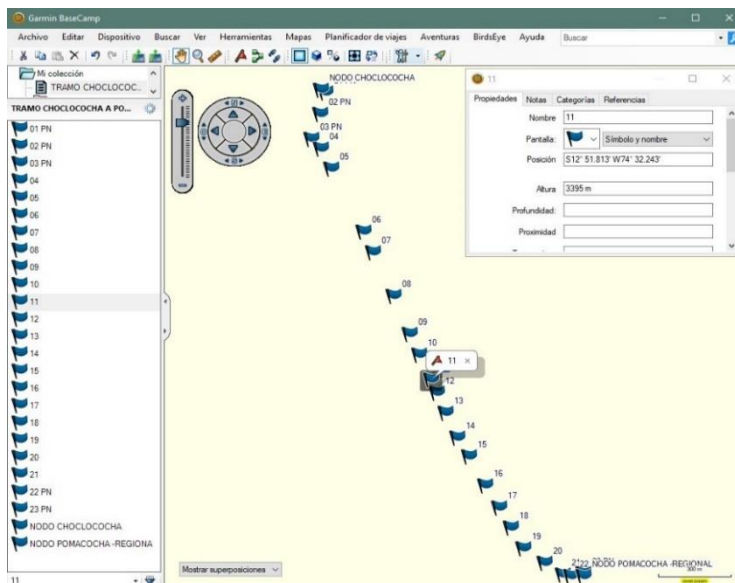 Garmin BaseCamp
Archivo Editar Dispositivo Buscar Ver Herramientas Mapas Planificador de viajes Aventuras BirdsEye Ayuda Buscar
Mi colección
TRAMO CHOCLOCOC..
TRAMO CHOCLOCOCHA A PO...
01 PN
02 PN
03 PN
04
05
06
07
08
09
10
11
12
13
14
15
16
17
18
19
20
21
22 PN
23 PN
NODO CHOCLOCOCHA
NODO POMACOCHA -REGIONA
11
NODO CHOCLOCOCHA
02 PN
03 PN
04
05
06
07
08
09
10
11
12
13
14
15
16
17
18
19
20
21
22
NODO POMACOCHA -REGIONAL
300 m
Mostrar superposiciones
11
Propiedades Notas Categorías Referencias
Nombre 11
Pantalla: Símbolo y nombre
Posición S12° 51.813' W74° 32.243'
Altura 3395 m
Profundidad:
Proximidad